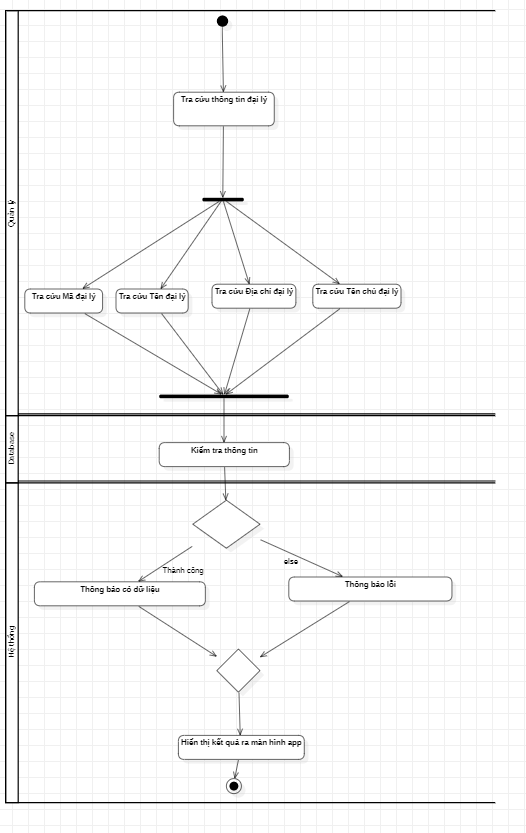 Quản lý
Tra cứu thông tin đại lý
Tra cứu Mã đại lý
Tra cứu Tên đại lý
Tra cứu Địa chỉ đại lý
Tra cứu Tên chủ đại lý
Database
Kiểm tra thông tin
Hệ thống
Thành công
else
Thông báo có dữ liệu
Thông báo lỗi
Hiển thị kết quả ra màn hình app